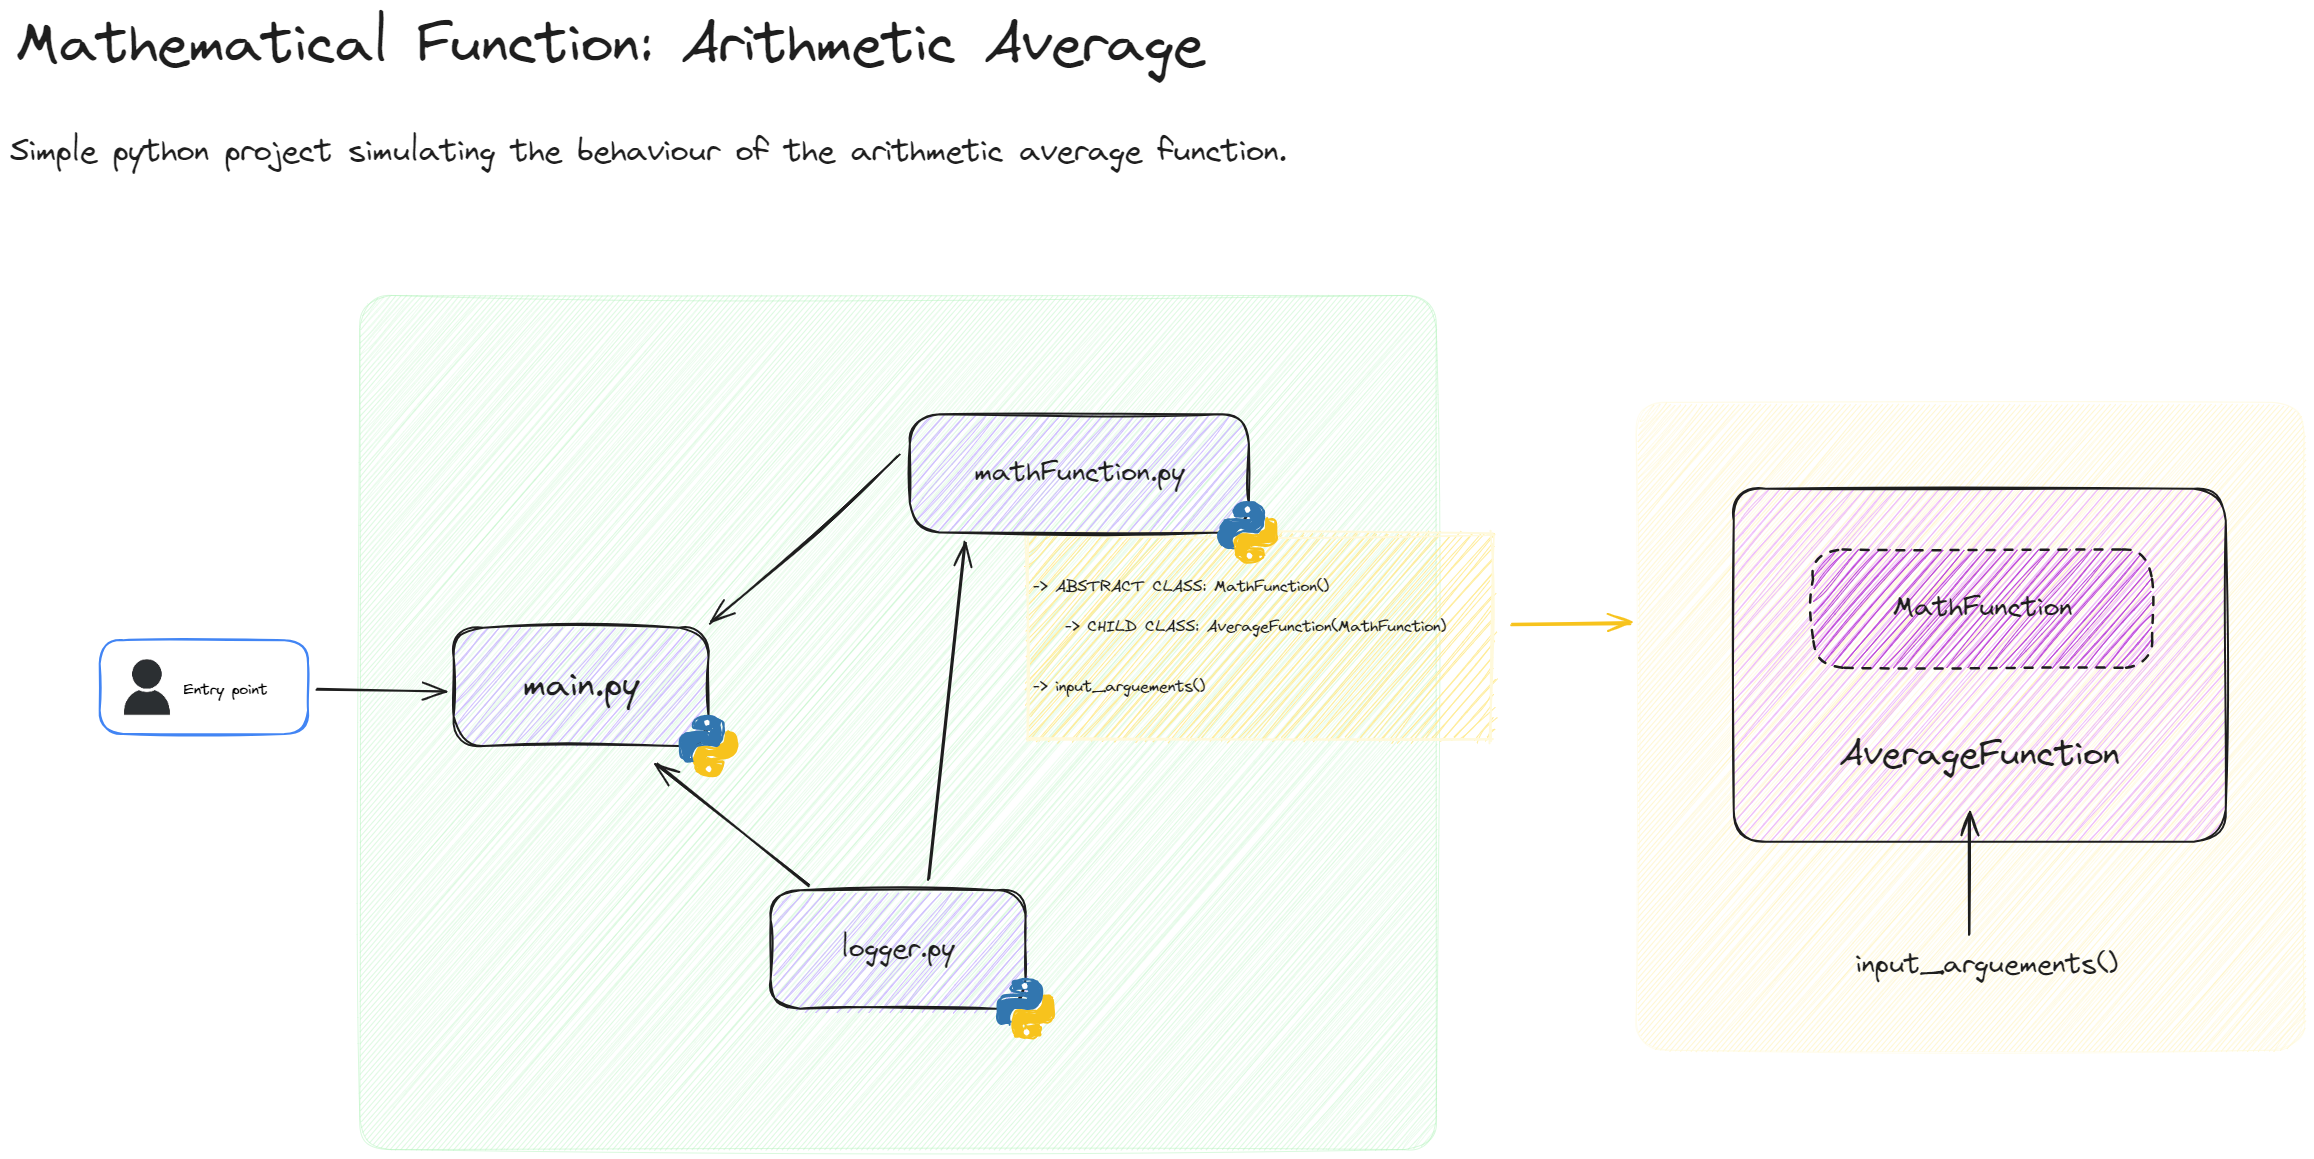 Mathematical Function: Arithmetic Average
Simple python project simulating the behaviour of the arithmetic average function.
mathFunction.py
-> ABSTRACT CLASS: MathFunction()
-> CHILD CLASS: AverageFunction(MathFunction)
-> input_arguements()
Entry point
main.py
logger.py
MathFunction
AverageFunction
input_arguements()